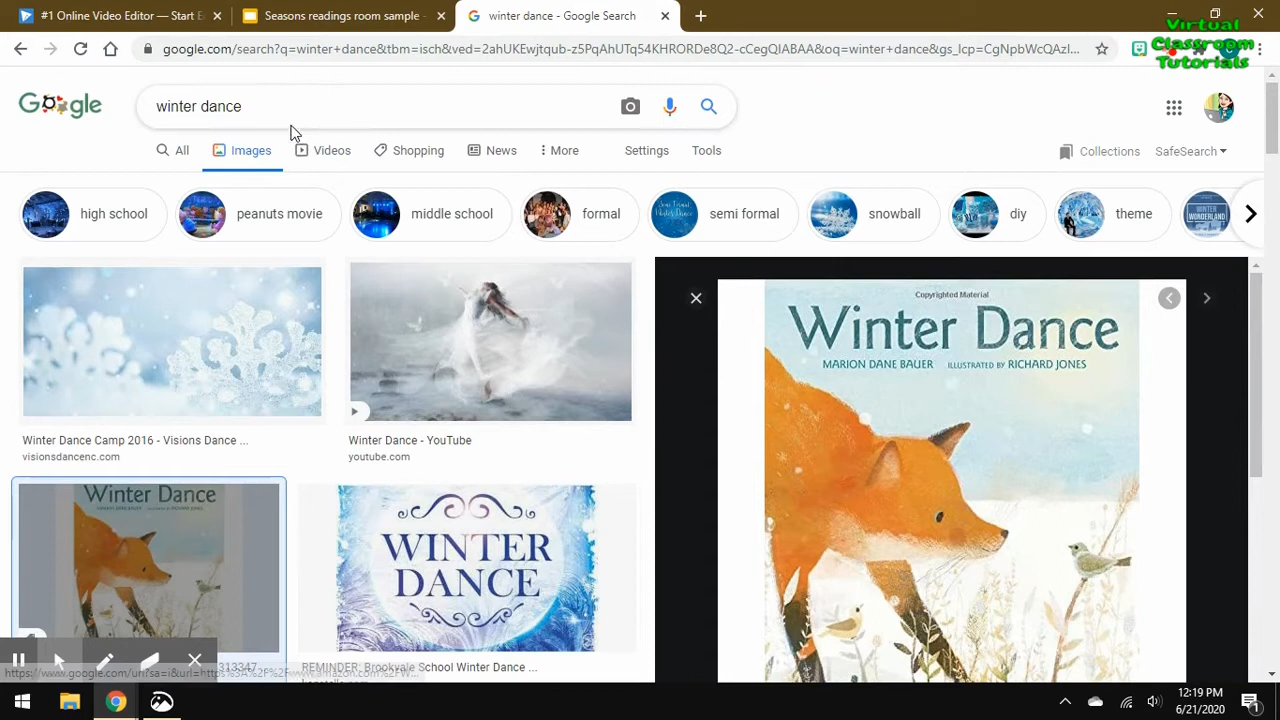 #1 Online Video Editor — Start E
Seasons readings room sample -
winter dance - Google Search
Virtual
Classroom
Tutorials
google.com/search?q=winter+dance&tbm=isch&ved=2ahUKEwjtqub-z5PqAhUTq54KHRORDe8Q2-cCegQIABAA&oq=winter+dance&gs_lcp=CgNpbWcQAzI...
Google
winter dance
All Images Videos Shopping News More Settings Tools Collections SafeSearch
high school peanuts movie middle school formal semi formal snowball diy theme
WINTER
WONDERLAND
Copyrighted Material
Winter Dance
MARION DANE BAUER ILLUSTRATED BY RICHARD JONES
Winter Dance Camp 2016 - Visions Dance ...
visionsdancenc.com
Winter Dance - YouTube
youtube.com
Winter Dance
WINTER
DANCE
313347
REMINDER: Brookvale School Winter Dance ...
12:19 PM
6/21/2020